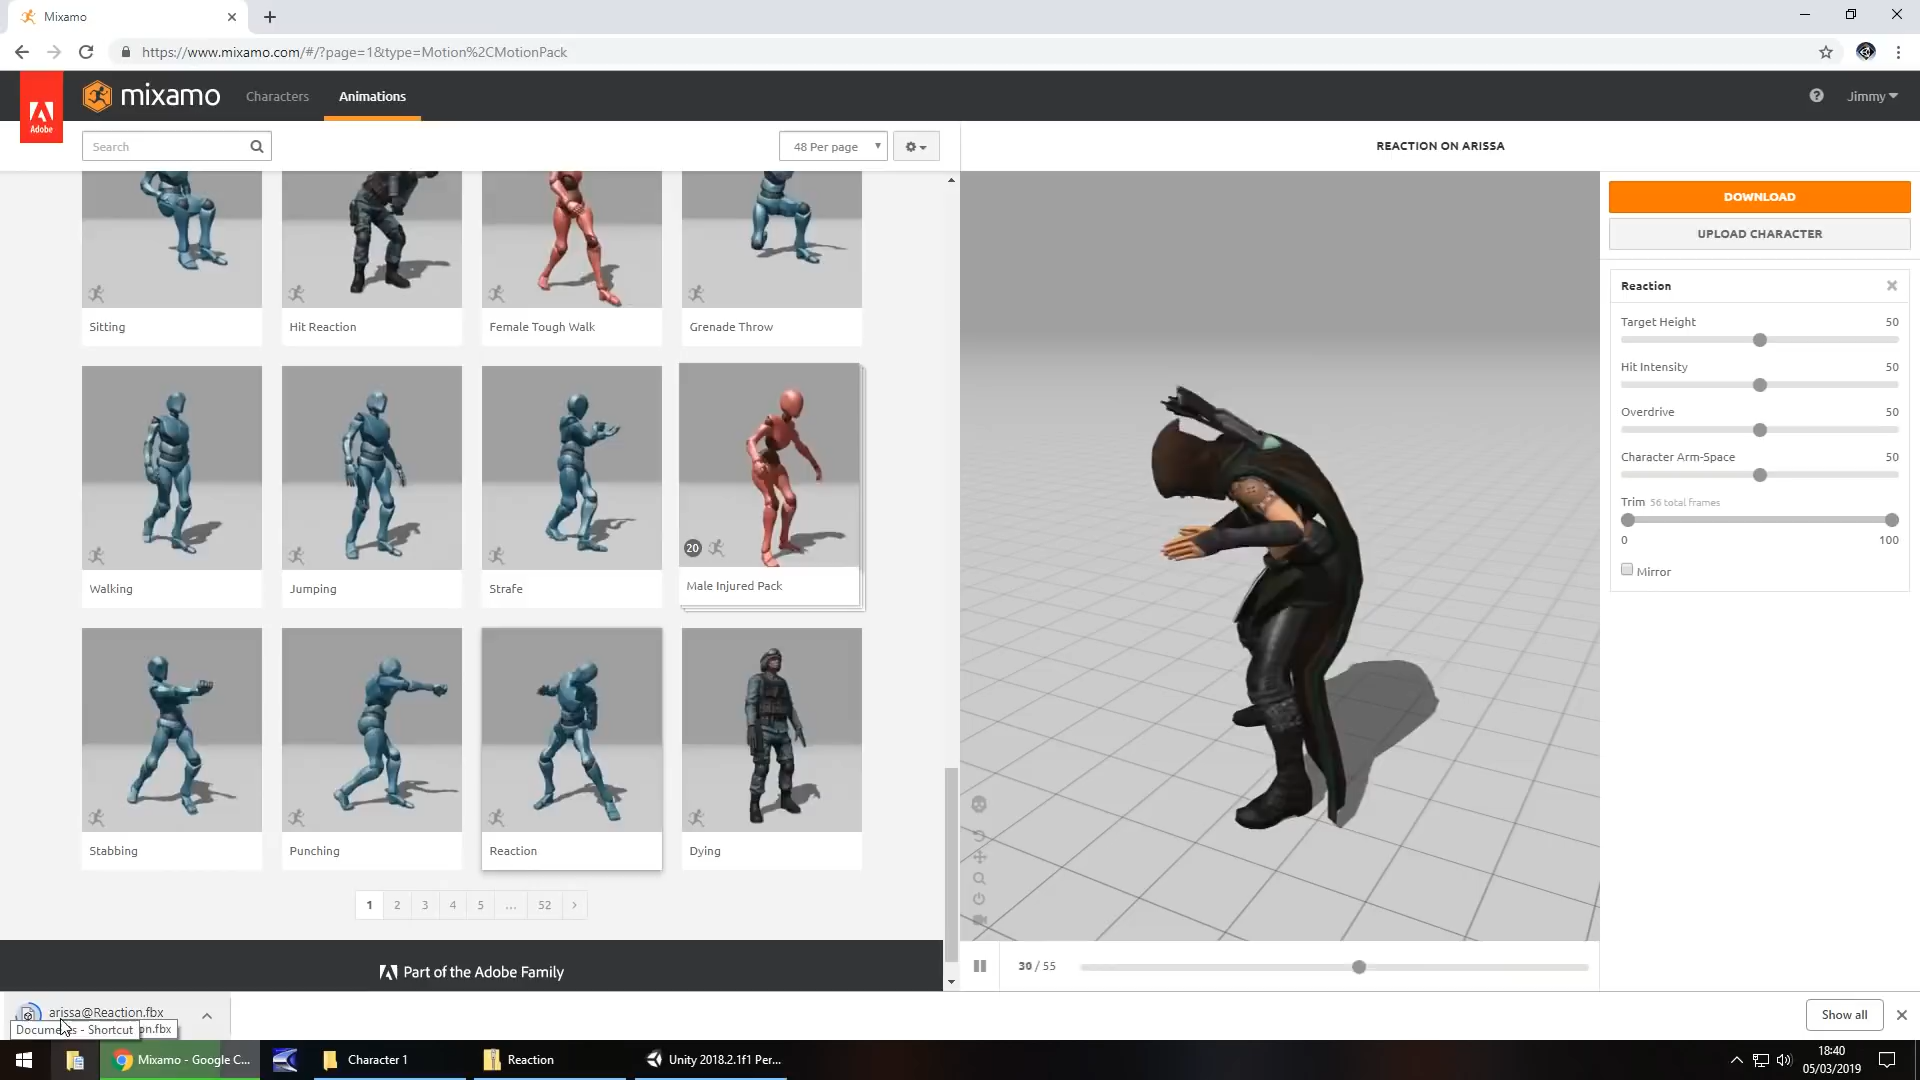 Mixamo
https://www.mixamo.com/#/?page=1&type=Motion%2CMotionPack
Adobe
mixamo
Characters
Animations
Jimmy
Search
48 Per page
REACTION ON ARISSA
DOWNLOAD
UPLOAD CHARACTER
Reaction
Target Height 50
Hit Intensity 50
Overdrive 50
Character Arm-Space 50
Trim 56 total frames
0 100
Mirror
Sitting
Hit Reaction
Female Tough Walk
Grenade Throw
20
Walking
Jumping
Strafe
Male Injured Pack
Stabbing
Punching
Reaction
Dying
1 2 3 4 5 ... 52 >
Part of the Adobe Family
30 / 55
arissa@Reaction.fbx
Documents - Shortcut
on.fbx
Show all
Mixamo - Google C...
Character 1
Reaction
Unity 2018.2.1f1 Per...
18:40
05/03/2019